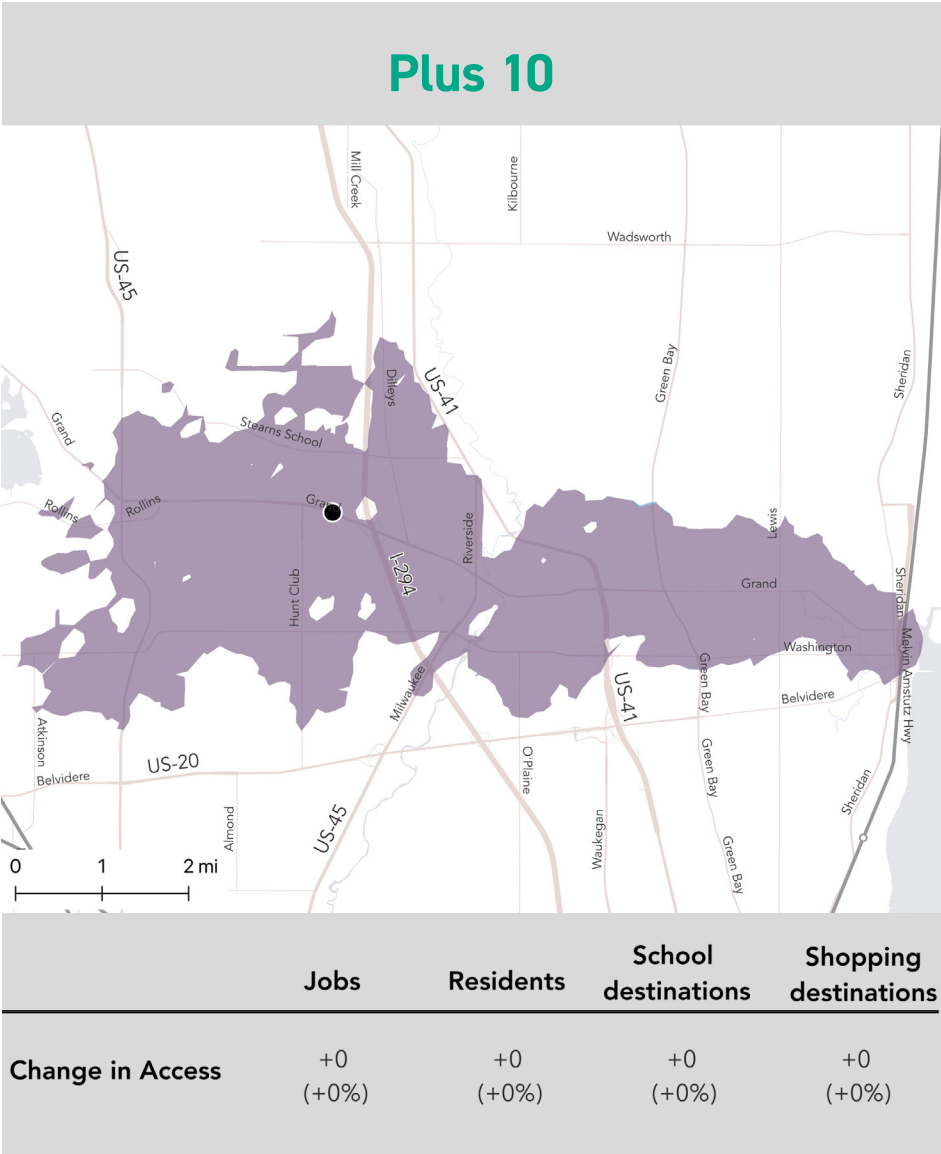 Plus 10
Mill Creek
Kilbourne
Wadsworth
US-45
Green Bay
Sheridan
Dilleys
US-41
Grand
Stearns School
Rollins
Rollins
Grand
Riverside
Lewis
I-294
Hunt Club
Grand
Sheridan
Washington
Melvin Amstutz Hwy
Milwaukee
Green Bay
US-41
Belvidere
Atkinson
US-20
Belvidere
O'Plaine
Green Bay
Sheridan
Almond
US-45
Waukegan
Green Bay
0 1 2 mi
Jobs Residents School destinations Shopping destinations
Change in Access +0 +0 +0 +0
(+0%) (+0%) (+0%) (+0%)